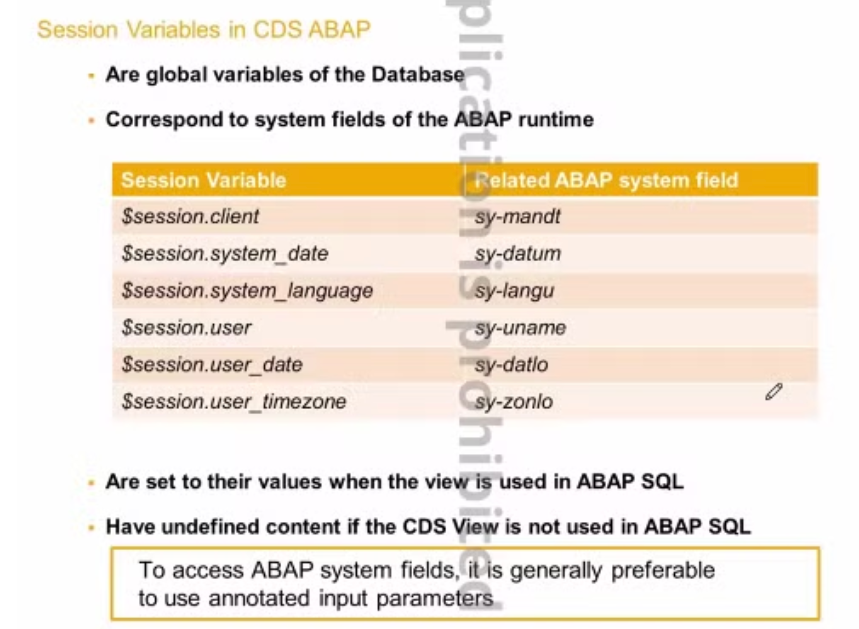 Session Variables in CDS ABAP
Are global variables of the Database
Correspond to system fields of the ABAP runtime
Session Variable Related ABAP system field
$session.client sy-mandt
$session.system_date sy-datum
$session.system_language sy-langu
$session.user sy-uname
$session.user_date sy-datlo
$session.user_timezone sy-zonlo
Are set to their values when the view is used in ABAP SQL
Have undefined content if the CDS View is not used in ABAP SQL
To access ABAP system fields, it is generally preferable
to use annotated input parameters
plication is prohibited